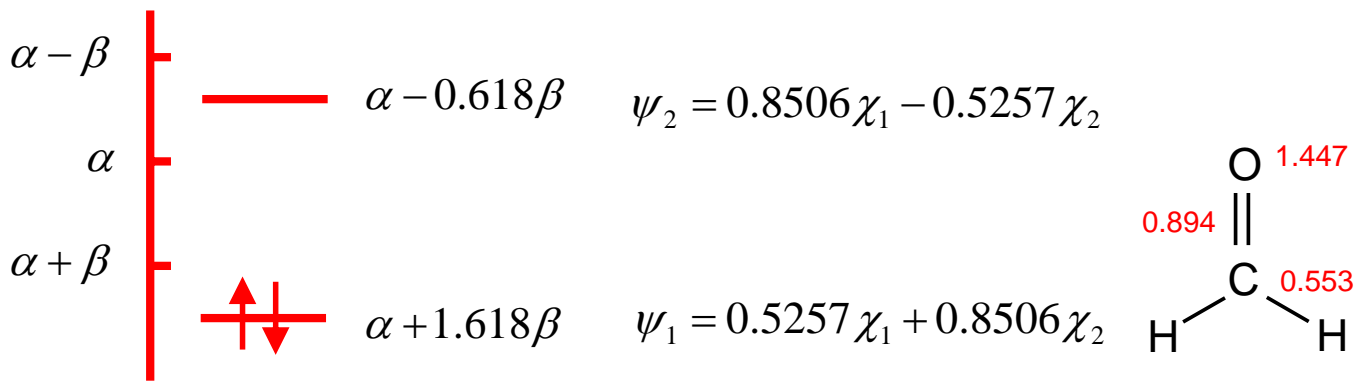 α − β
α − 0.618β
ψ₂ = 0.8506χ₁ − 0.5257χ₂
α
O 1.447
0.894
α + β
C 0.553
H H
α + 1.618β
ψ₁ = 0.5257χ₁ + 0.8506χ₂